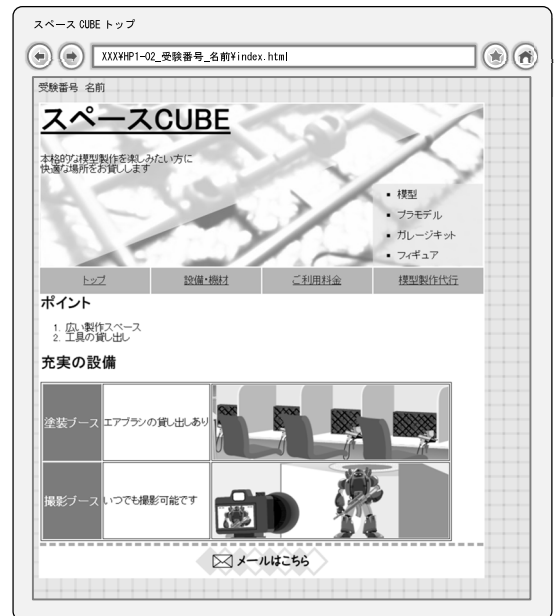 スペース CUBE トップ
XXX¥HP1-02_受験番号_名前¥index.html
受験番号 名前
スペースCUBE
本格的な模型製作を楽しみたい方に
快適な場所をお貸しします
▪ 模型
▪ プラモデル
▪ ガレージキット
▪ フィギュア
トップ 設備・機材 ご利用料金 模型製作代行
ポイント
1. 広い製作スペース
2. 工具の貸し出し
充実の設備
塗装ブース エアブラシの貸し出しあり
撮影ブース いつでも撮影可能です
メールはこちら